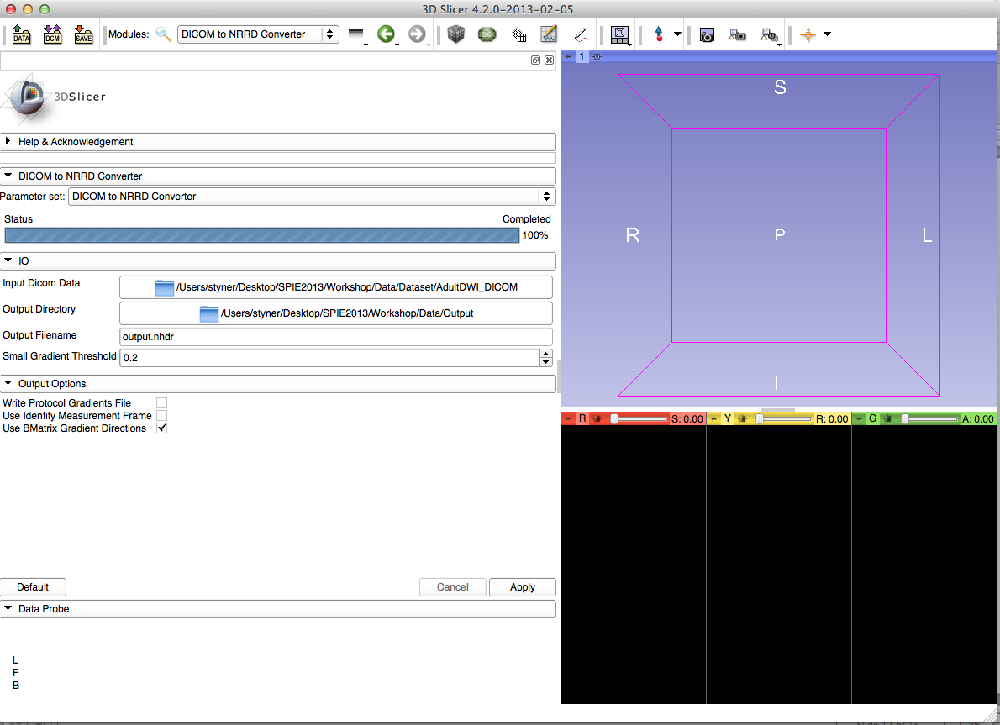 3D Slicer 4.2.0-2013-02-05
DATA DCM SAVE Modules: DICOM to NRRD Converter
1
3DSlicer
Help & Acknowledgement
DICOM to NRRD Converter
Parameter set: DICOM to NRRD Converter
Status Completed
100%
IO
Input Dicom Data /Users/styner/Desktop/SPIE2013/Workshop/Data/Dataset/AdultDWI_DICOM
Output Directory /Users/styner/Desktop/SPIE2013/Workshop/Data/Output
Output Filename output.nhdr
Small Gradient Threshold 0.2
Output Options
Write Protocol Gradients File
Use Identity Measurement Frame
Use BMatrix Gradient Directions
Default Cancel Apply
Data Probe
L
F
B
S
R P L
I
R S: 0.00 Y R: 0.00 G A: 0.00